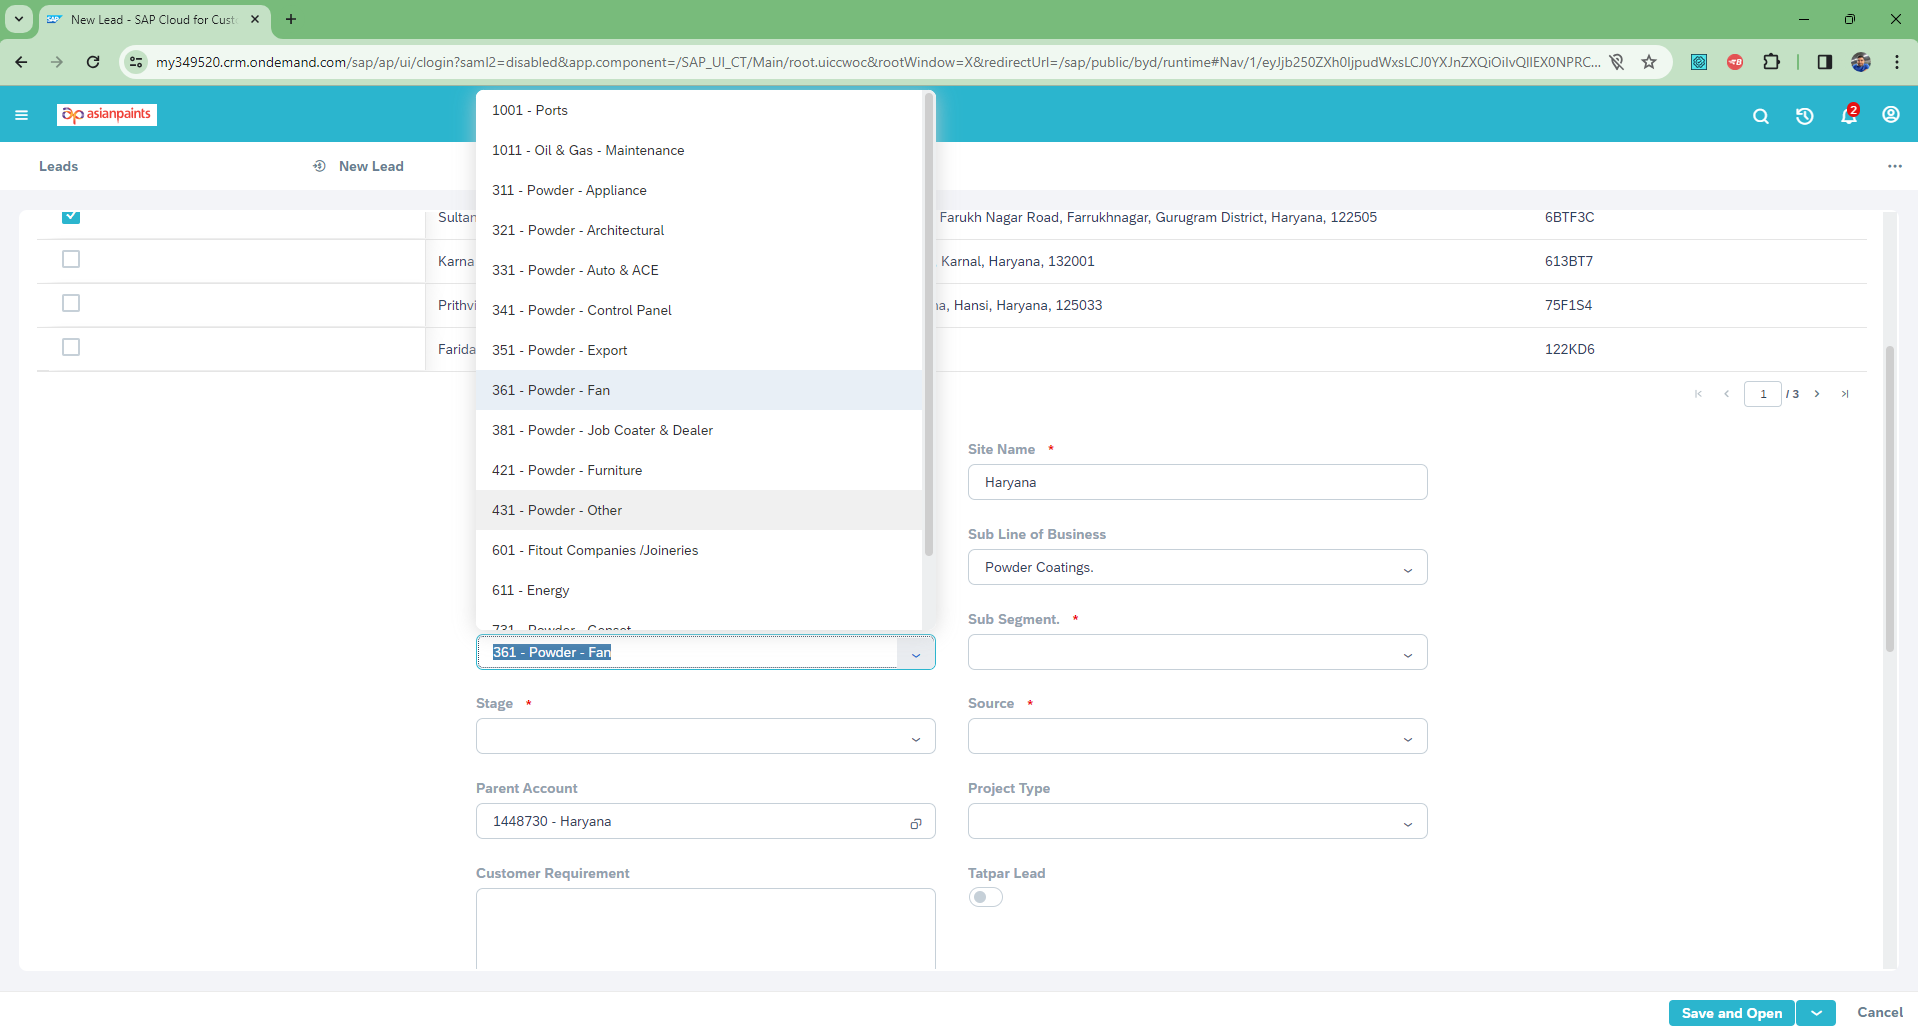 New Lead - SAP Cloud for Cust
my349520.crm.ondemand.com/sap/ap/ui/clogin?saml2=disabled&app.component=/SAP_UI_CT/Main/root.uiccwoc&rootWindow=X&redirectUrl=/sap/public/byd/runtime#Nav/1/eyJjb250ZXh0IjpudWxsLCJ0YXJnZXQiOiIvQllEX0NPRC...
asianpaints
2
Leads
New Lead
1001 - Ports
1011 - Oil & Gas - Maintenance
311 - Powder - Appliance
321 - Powder - Architectural
331 - Powder - Auto & ACE
341 - Powder - Control Panel
351 - Powder - Export
361 - Powder - Fan
381 - Powder - Job Coater & Dealer
421 - Powder - Furniture
431 - Powder - Other
601 - Fitout Companies /Joineries
611 - Energy
731 - Powder - Genset
361 - Powder - Fan
Sultan Farukh Nagar Road, Farrukhnagar, Gurugram District, Haryana, 122505 6BTF3C
Karna Karnal, Haryana, 132001 613BT7
Prithvi Hansi, Haryana, 125033 75F1S4
Farida 122KD6
1 / 3
Site Name *
Haryana
Sub Line of Business
Powder Coatings.
Sub Segment. *
Stage *
Source *
Parent Account
1448730 - Haryana
Project Type
Customer Requirement
Tatpar Lead
Save and Open
Cancel